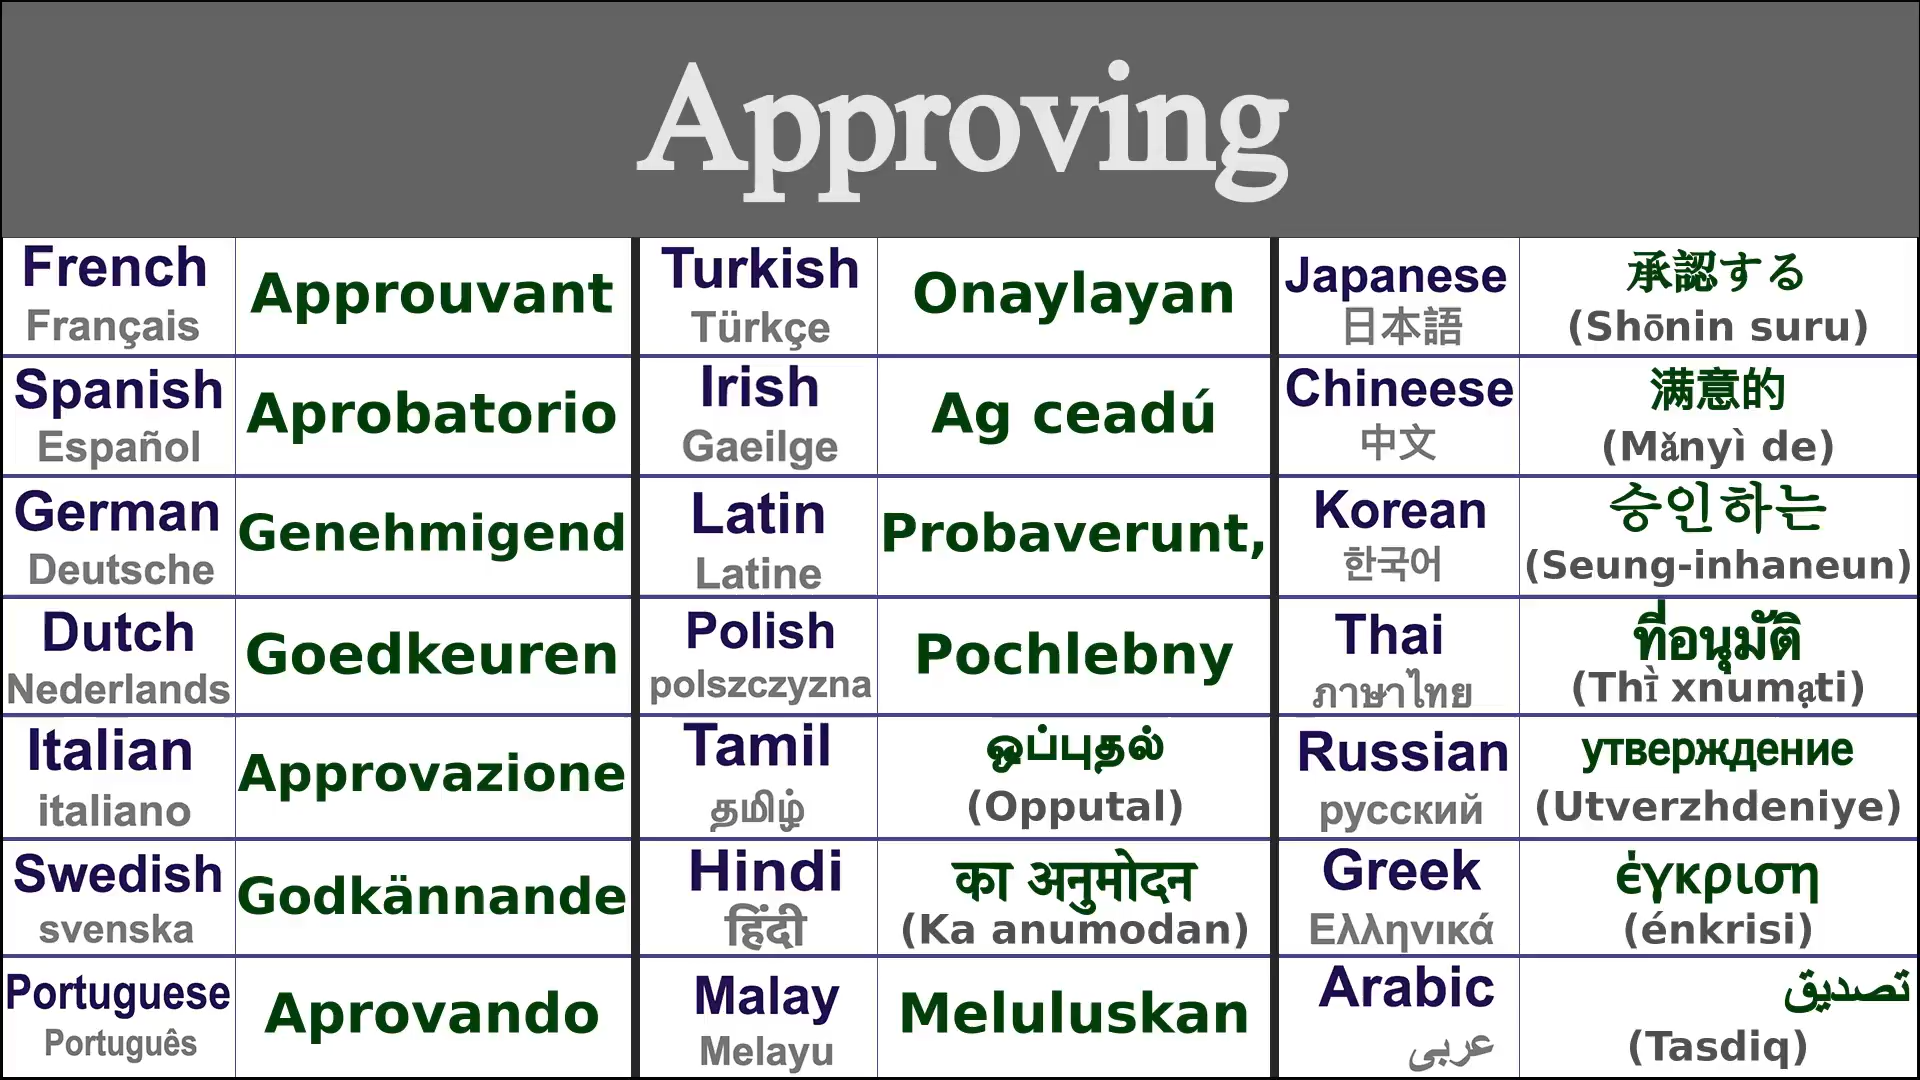 Approving
French
Français
Approuvant
Turkish
Türkçe
Onaylayan
Japanese
日本語
承認する
(Shōnin suru)
Spanish
Español
Aprobatorio
Irish
Gaeilge
Ag ceadú
Chineese
中文
满意的
(Mǎnyì de)
German
Deutsche
Genehmigend
Latin
Latine
Probaverunt,
Korean
한국어
승인하는
(Seung-inhaneun)
Dutch
Nederlands
Goedkeuren
Polish
polszczyzna
Pochlebny
Thai
ภาษาไทย
ที่อนุมัติ
(Thì xnumạti)
Italian
italiano
Approvazione
Tamil
தமிழ்
ஒப்புதல்
(Opputal)
Russian
русский
утверждение
(Utverzhdeniye)
Swedish
svenska
Godkännande
Hindi
हिंदी
का अनुमोदन
(Ka anumodan)
Greek
Ελληνικά
έγκριση
(énkrisi)
Portuguese
Português
Aprovando
Malay
Melayu
Meluluskan
Arabic
عربى
تصديق
(Tasdiq)